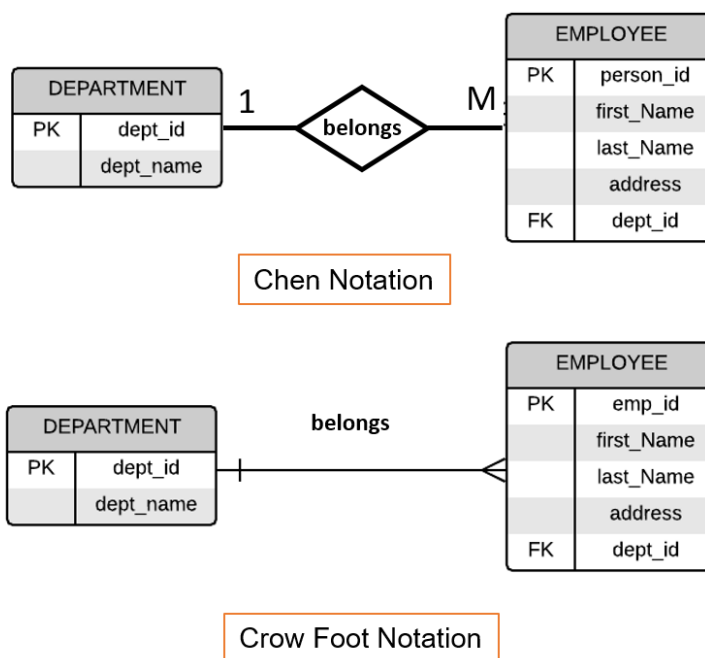 DEPARTMENT
PK dept_id
dept_name
1
belongs
M
EMPLOYEE
PK person_id
first_Name
last_Name
address
FK dept_id
Chen Notation
DEPARTMENT
PK dept_id
dept_name
belongs
EMPLOYEE
PK emp_id
first_Name
last_Name
address
FK dept_id
Crow Foot Notation